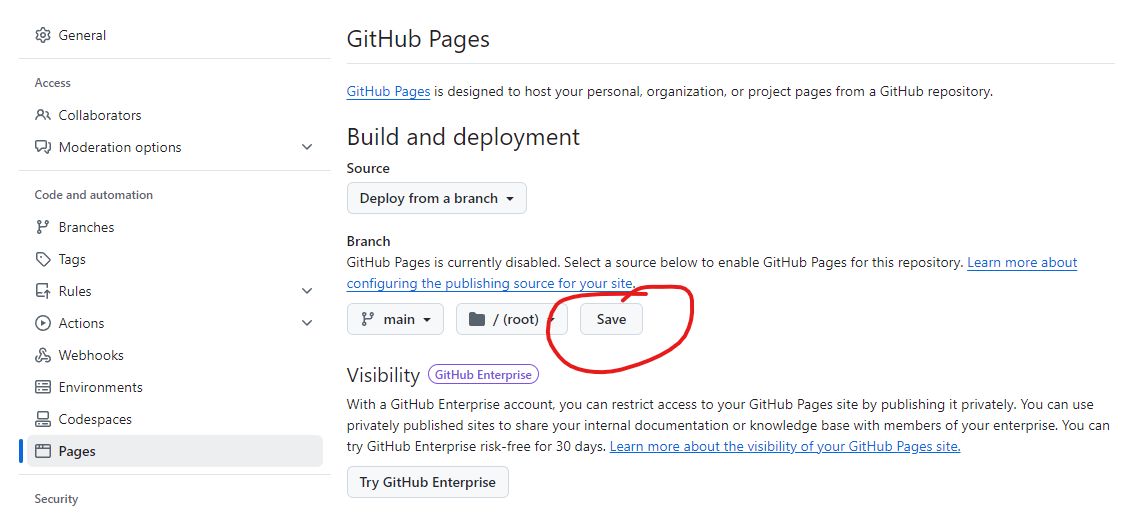 General
Access
Collaborators
Moderation options
Code and automation
Branches
Tags
Rules
Actions
Webhooks
Environments
Codespaces
Pages
Security
GitHub Pages
GitHub Pages is designed to host your personal, organization, or project pages from a GitHub repository.
Build and deployment
Source
Deploy from a branch
Branch
GitHub Pages is currently disabled. Select a source below to enable GitHub Pages for this repository. Learn more about
configuring the publishing source for your site.
main / (root) Save
Visibility GitHub Enterprise
With a GitHub Enterprise account, you can restrict access to your GitHub Pages site by publishing it privately. You can use
privately published sites to share your internal documentation or knowledge base with members of your enterprise. You can
try GitHub Enterprise risk-free for 30 days. Learn more about the visibility of your GitHub Pages site.
Try GitHub Enterprise